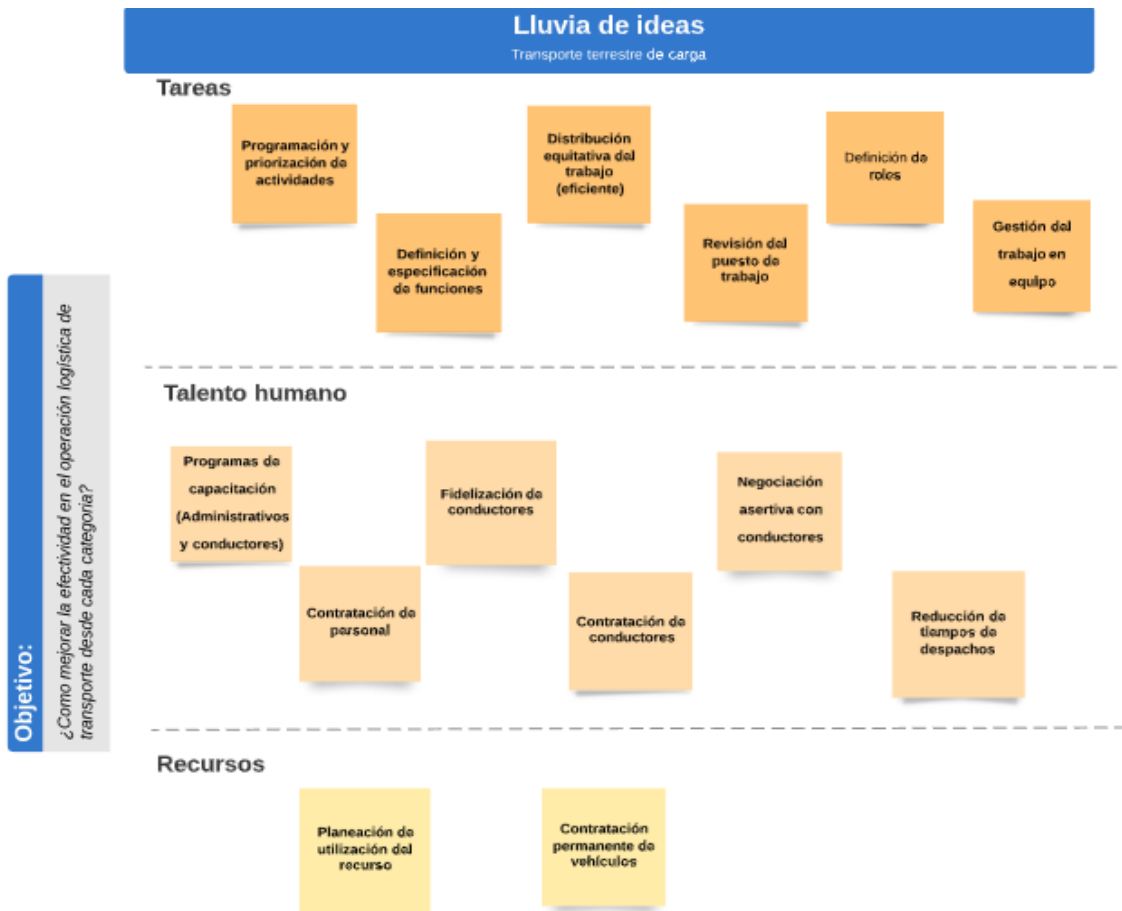 Lluvia de ideas
Transporte terrestre de carga
Tareas
Programación y
priorización de
actividades
Distribución
equitativa del
trabajo
(eficiente)
Definición de
roles
Definición y
especificación
de funciones
Revisión del
puesto de
trabajo
Gestión del
trabajo en
equipo
Objetivo:
¿Como mejorar la efectividad en el operación logística de
transporte desde cada categoria?
Talento humano
Programas de
capacitación
(Administrativos
y conductores)
Fidelización de
conductores
Negociación
asertiva con
conductores
Contratación de
personal
Contratación de
conductores
Reducción de
tiempos de
despachos
Recursos
Planeación de
utilización del
recurso
Contratación
permanente de
vehículos